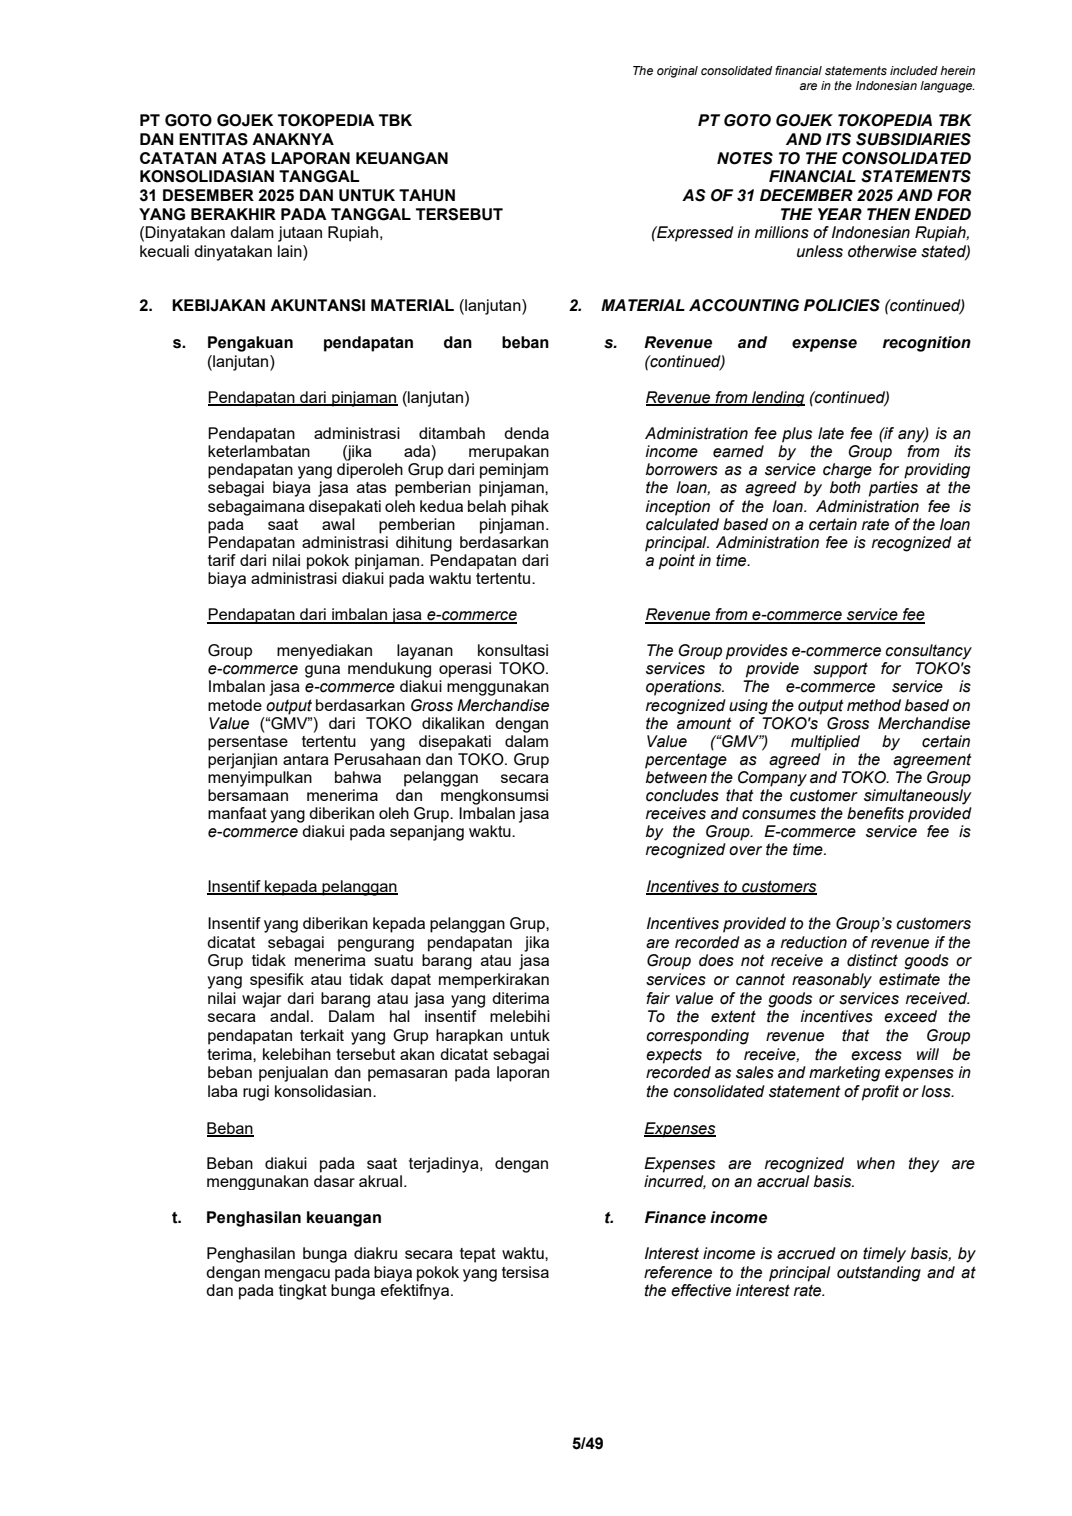 The original consolidated financial statements included herein
are in the Indonesian language.
PT GOTO GOJEK TOKOPEDIA TBK
DAN ENTITAS ANAKNYA
CATATAN ATAS LAPORAN KEUANGAN
KONSOLIDASIAN TANGGAL
31 DESEMBER 2025 DAN UNTUK TAHUN
YANG BERAKHIR PADA TANGGAL TERSEBUT
(Dinyatakan dalam jutaan Rupiah,
kecuali dinyatakan lain)
PT GOTO GOJEK TOKOPEDIA TBK
AND ITS SUBSIDIARIES
NOTES TO THE CONSOLIDATED
FINANCIAL STATEMENTS
AS OF 31 DECEMBER 2025 AND FOR
THE YEAR THEN ENDED
(Expressed in millions of Indonesian Rupiah,
unless otherwise stated)
2. KEBIJAKAN AKUNTANSI MATERIAL (lanjutan)
s. Pengakuan pendapatan dan beban
(lanjutan)
Pendapatan dari pinjaman (lanjutan)
Pendapatan administrasi ditambah denda
keterlambatan (jika ada) merupakan
pendapatan yang diperoleh Grup dari peminjam
sebagai biaya jasa atas pemberian pinjaman,
sebagaimana disepakati oleh kedua belah pihak
pada saat awal pemberian pinjaman.
Pendapatan administrasi dihitung berdasarkan
tarif dari nilai pokok pinjaman. Pendapatan dari
biaya administrasi diakui pada waktu tertentu.
Pendapatan dari imbalan jasa e-commerce
Group menyediakan layanan konsultasi
e-commerce guna mendukung operasi TOKO.
Imbalan jasa e-commerce diakui menggunakan
metode output berdasarkan Gross Merchandise
Value (“GMV”) dari TOKO dikalikan dengan
persentase tertentu yang disepakati dalam
perjanjian antara Perusahaan dan TOKO. Grup
menyimpulkan bahwa pelanggan secara
bersamaan menerima dan mengkonsumsi
manfaat yang diberikan oleh Grup. Imbalan jasa
e-commerce diakui pada sepanjang waktu.
Insentif kepada pelanggan
Insentif yang diberikan kepada pelanggan Grup,
dicatat sebagai pengurang pendapatan jika
Grup tidak menerima suatu barang atau jasa
yang spesifik atau tidak dapat memperkirakan
nilai wajar dari barang atau jasa yang diterima
secara andal. Dalam hal insentif melebihi
pendapatan terkait yang Grup harapkan untuk
terima, kelebihan tersebut akan dicatat sebagai
beban penjualan dan pemasaran pada laporan
laba rugi konsolidasian.
Beban
Beban diakui pada saat terjadinya, dengan
menggunakan dasar akrual.
t. Penghasilan keuangan
Penghasilan bunga diakru secara tepat waktu,
dengan mengacu pada biaya pokok yang tersisa
dan pada tingkat bunga efektifnya.
2. MATERIAL ACCOUNTING POLICIES (continued)
s. Revenue and expense recognition
(continued)
Revenue from lending (continued)
Administration fee plus late fee (if any) is an
income earned by the Group from its
borrowers as a service charge for providing
the loan, as agreed by both parties at the
inception of the loan. Administration fee is
calculated based on a certain rate of the loan
principal. Administration fee is recognized at
a point in time.
Revenue from e-commerce service fee
The Group provides e-commerce consultancy
services to provide support for TOKO's
operations. The e-commerce service is
recognized using the output method based on
the amount of TOKO's Gross Merchandise
Value (“GMV”) multiplied by certain
percentage as agreed in the agreement
between the Company and TOKO. The Group
concludes that the customer simultaneously
receives and consumes the benefits provided
by the Group. E-commerce service fee is
recognized over the time.
Incentives to customers
Incentives provided to the Group’s customers
are recorded as a reduction of revenue if the
Group does not receive a distinct goods or
services or cannot reasonably estimate the
fair value of the goods or services received.
To the extent the incentives exceed the
corresponding revenue that the Group
expects to receive, the excess will be
recorded as sales and marketing expenses in
the consolidated statement of profit or loss.
Expenses
Expenses are recognized when they are
incurred, on an accrual basis.
t. Finance income
Interest income is accrued on timely basis, by
reference to the principal outstanding and at
the effective interest rate.
5/49